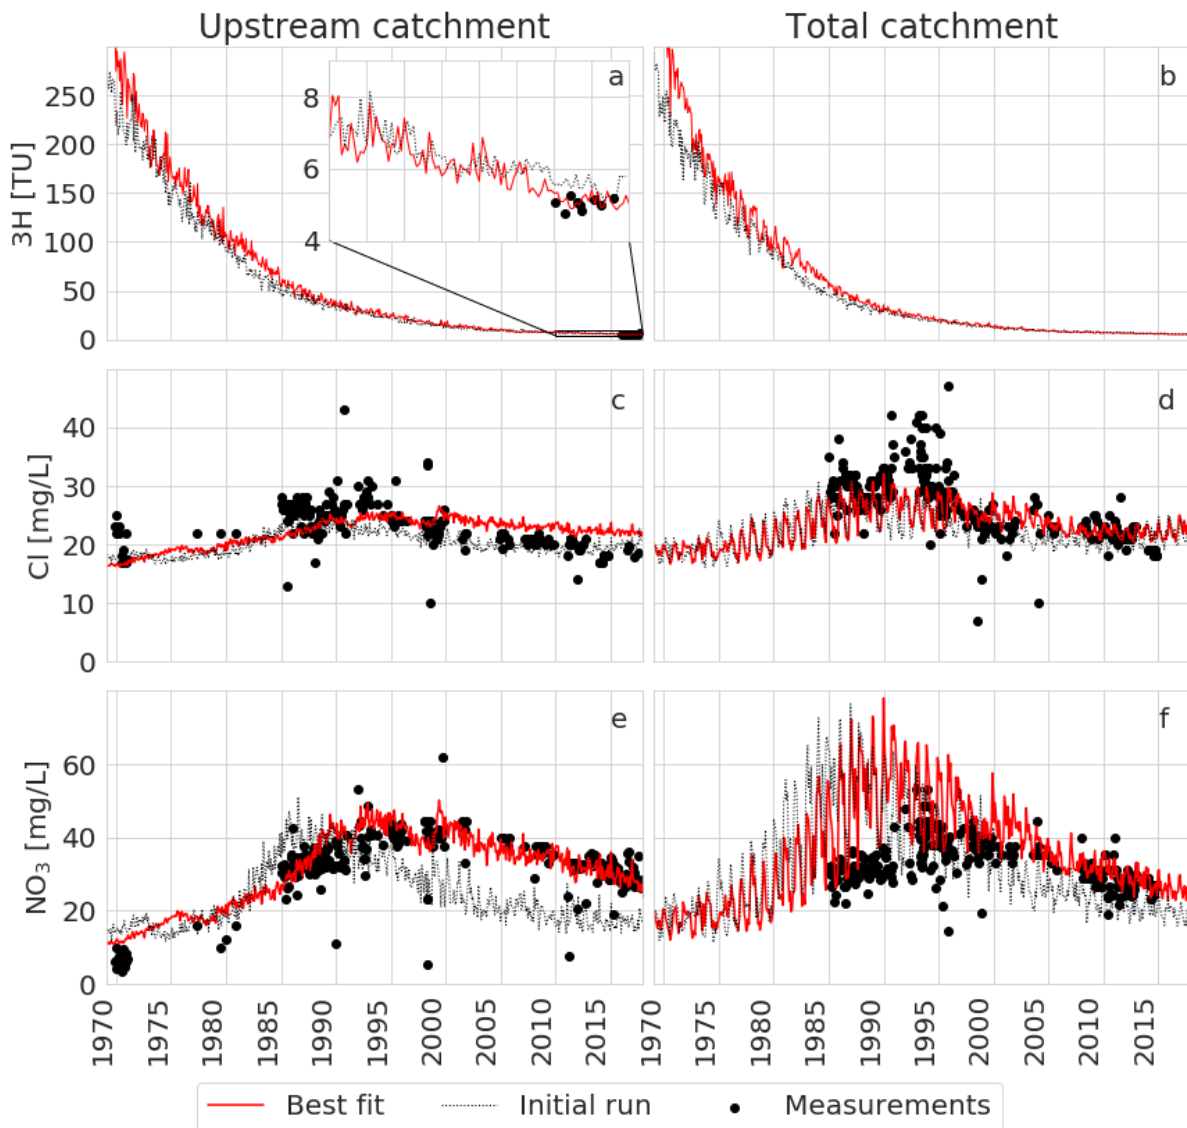 Upstream catchment Total catchment
250
200
150
100
50
0
3H [TU]
8
6
4
a
b
40
30
20
10
0
Cl [mg/L]
c
d
60
40
20
0
NO₃ [mg/L]
e
f
1970 1975 1980 1985 1990 1995 2000 2005 2010 2015 1970 1975 1980 1985 1990 1995 2000 2005 2010 2015
Best fit Initial run Measurements